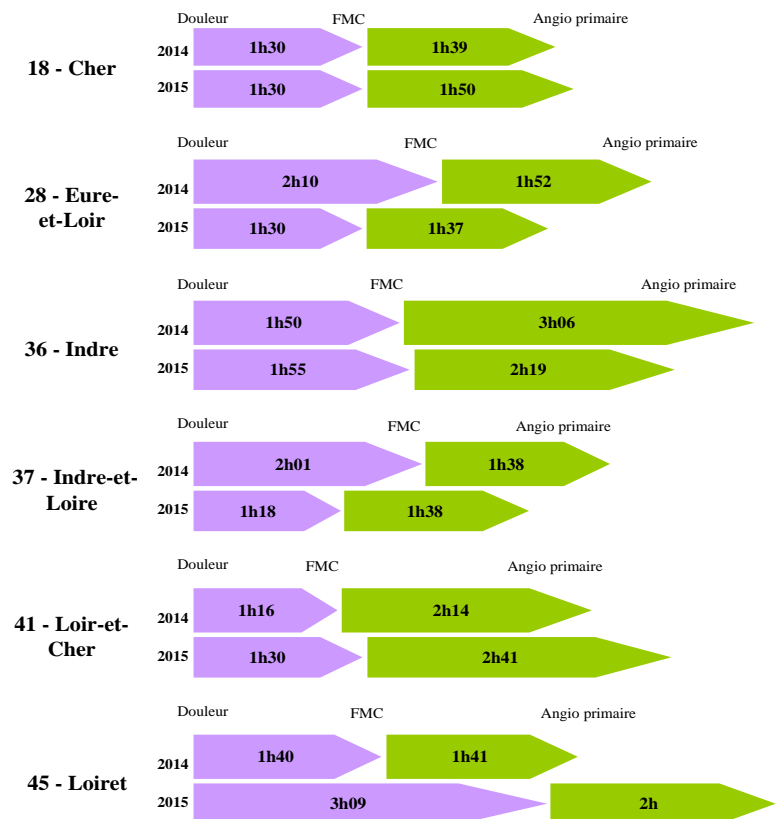 Douleur FMC Angio primaire
18 - Cher
2014 1h30 1h39
2015 1h30 1h50
Douleur FMC Angio primaire
28 - Eure-
et-Loir
2014 2h10 1h52
2015 1h30 1h37
Douleur FMC Angio primaire
36 - Indre
2014 1h50 3h06
2015 1h55 2h19
Douleur FMC Angio primaire
37 - Indre-et-
Loire
2014 2h01 1h38
2015 1h18 1h38
Douleur FMC Angio primaire
41 - Loir-et-
Cher
2014 1h16 2h14
2015 1h30 2h41
Douleur FMC Angio primaire
45 - Loiret
2014 1h40 1h41
2015 3h09 2h